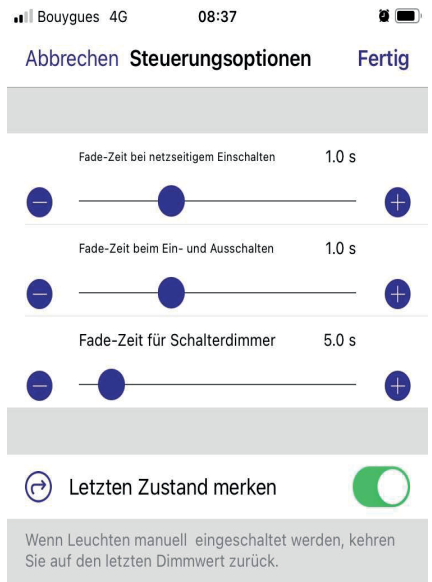 Bouygues 4G 08:37
Abbrechen Steuerungsoptionen Fertig
Fade-Zeit bei netzseitigem Einschalten 1.0 s
Fade-Zeit beim Ein- und Ausschalten 1.0 s
Fade-Zeit für Schalterdimmer 5.0 s
Letzten Zustand merken
Wenn Leuchten manuell eingeschaltet werden, kehren
Sie auf den letzten Dimmwert zurück.